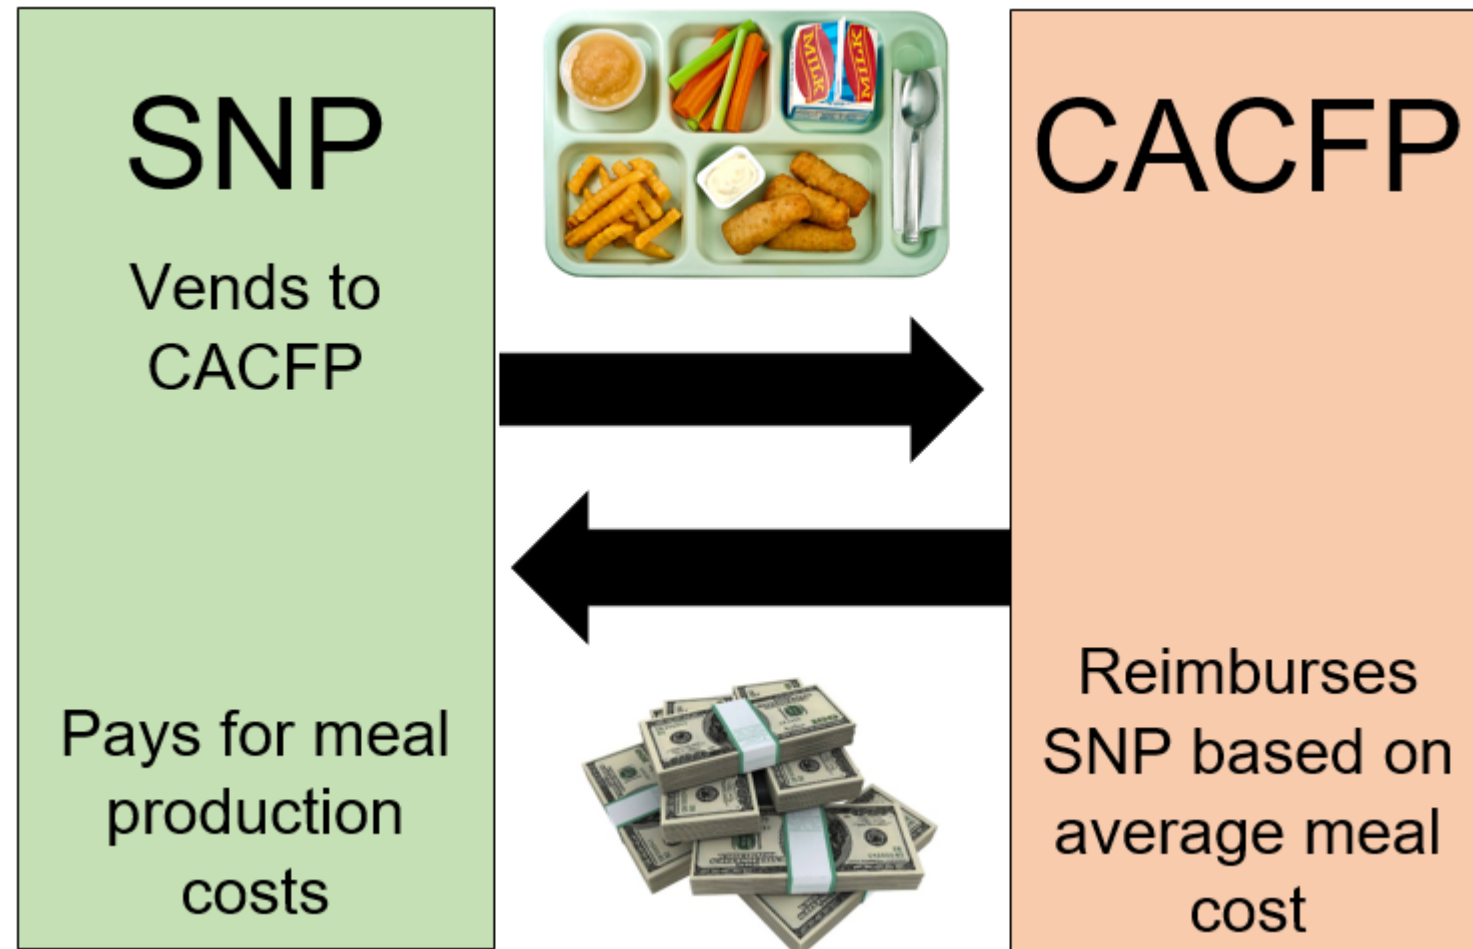 SNP
Vends to
CACFP
Pays for meal
production
costs
MILK
MILK
CACFP
Reimburses
SNP based on
average meal
cost